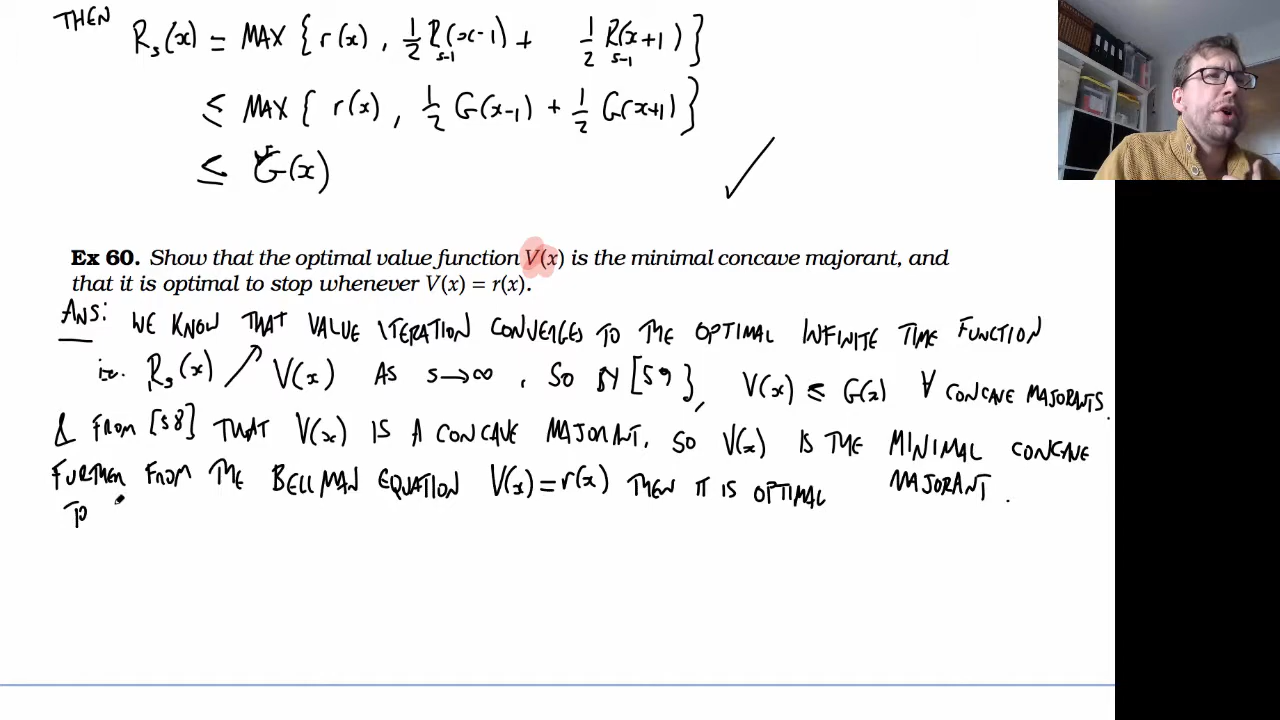 THEN
R_s(x) = MAX { r(x) , 1/2 R_{s-1}(x-1) + 1/2 R_{s-1}(x+1) }
≤ MAX { r(x) , 1/2 G(x-1) + 1/2 G(x+1) }
≤ G(x) ✓
Ex 60. Show that the optimal value function V(x) is the minimal concave majorant, and
that it is optimal to stop whenever V(x) = r(x).
ANS: WE KNOW THAT VALUE ITERATION CONVERGES TO THE OPTIMAL INFINITE TIME FUNCTION
i.e. R_s(x) ↗ V(x) AS s→∞ , SO BY [59], V(x) ≤ G(x) ∀ CONCAVE MAJORANTS.
& FROM [58] THAT V(x) IS A CONCAVE MAJORANT. SO V(x) IS THE MINIMAL CONCAVE
MAJORANT.
FURTHER FROM THE BELLMAN EQUATION V(x) = r(x) THEN IT IS OPTIMAL
TO